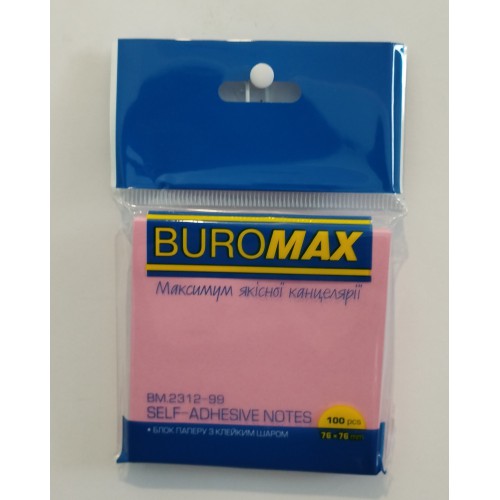 BUROMAX
Максимум якісної канцелярії
BM.2312-99
SELF-ADHESIVE NOTES
100 pcs
• БЛОК ПАПЕРУ З КЛЕЙКИМ ШАРОМ
76 × 76 mm